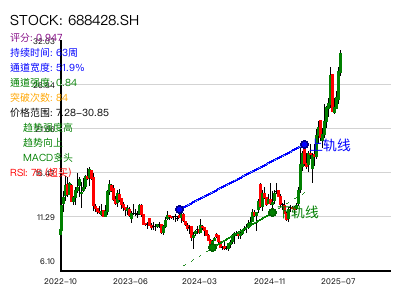 STOCK: 688428.SH
评分: 0.947
持续时间: 63周
通道宽度: 51.9%
通道强度: 0.84
突破次数: 84
价格范围: 7.28-30.85
趋势强度高
趋势向上
MACD多头
11.29
6.10
上轨线
下轨线
2022-10
2023-06
2024-03
2024-11
2025-07